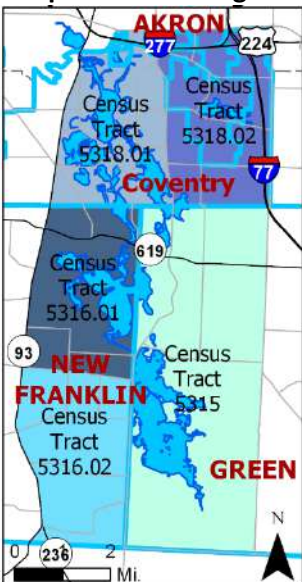 AKRON
277
224
Census
Tract
5318.01
Census
Tract
5318.02
77
Coventry
619
Census
Tract
5316.01
93
NEW
FRANKLIN
Census
Tract
5315
Census
Tract
5316.02
GREEN
N
236
0 1 2
Mi.